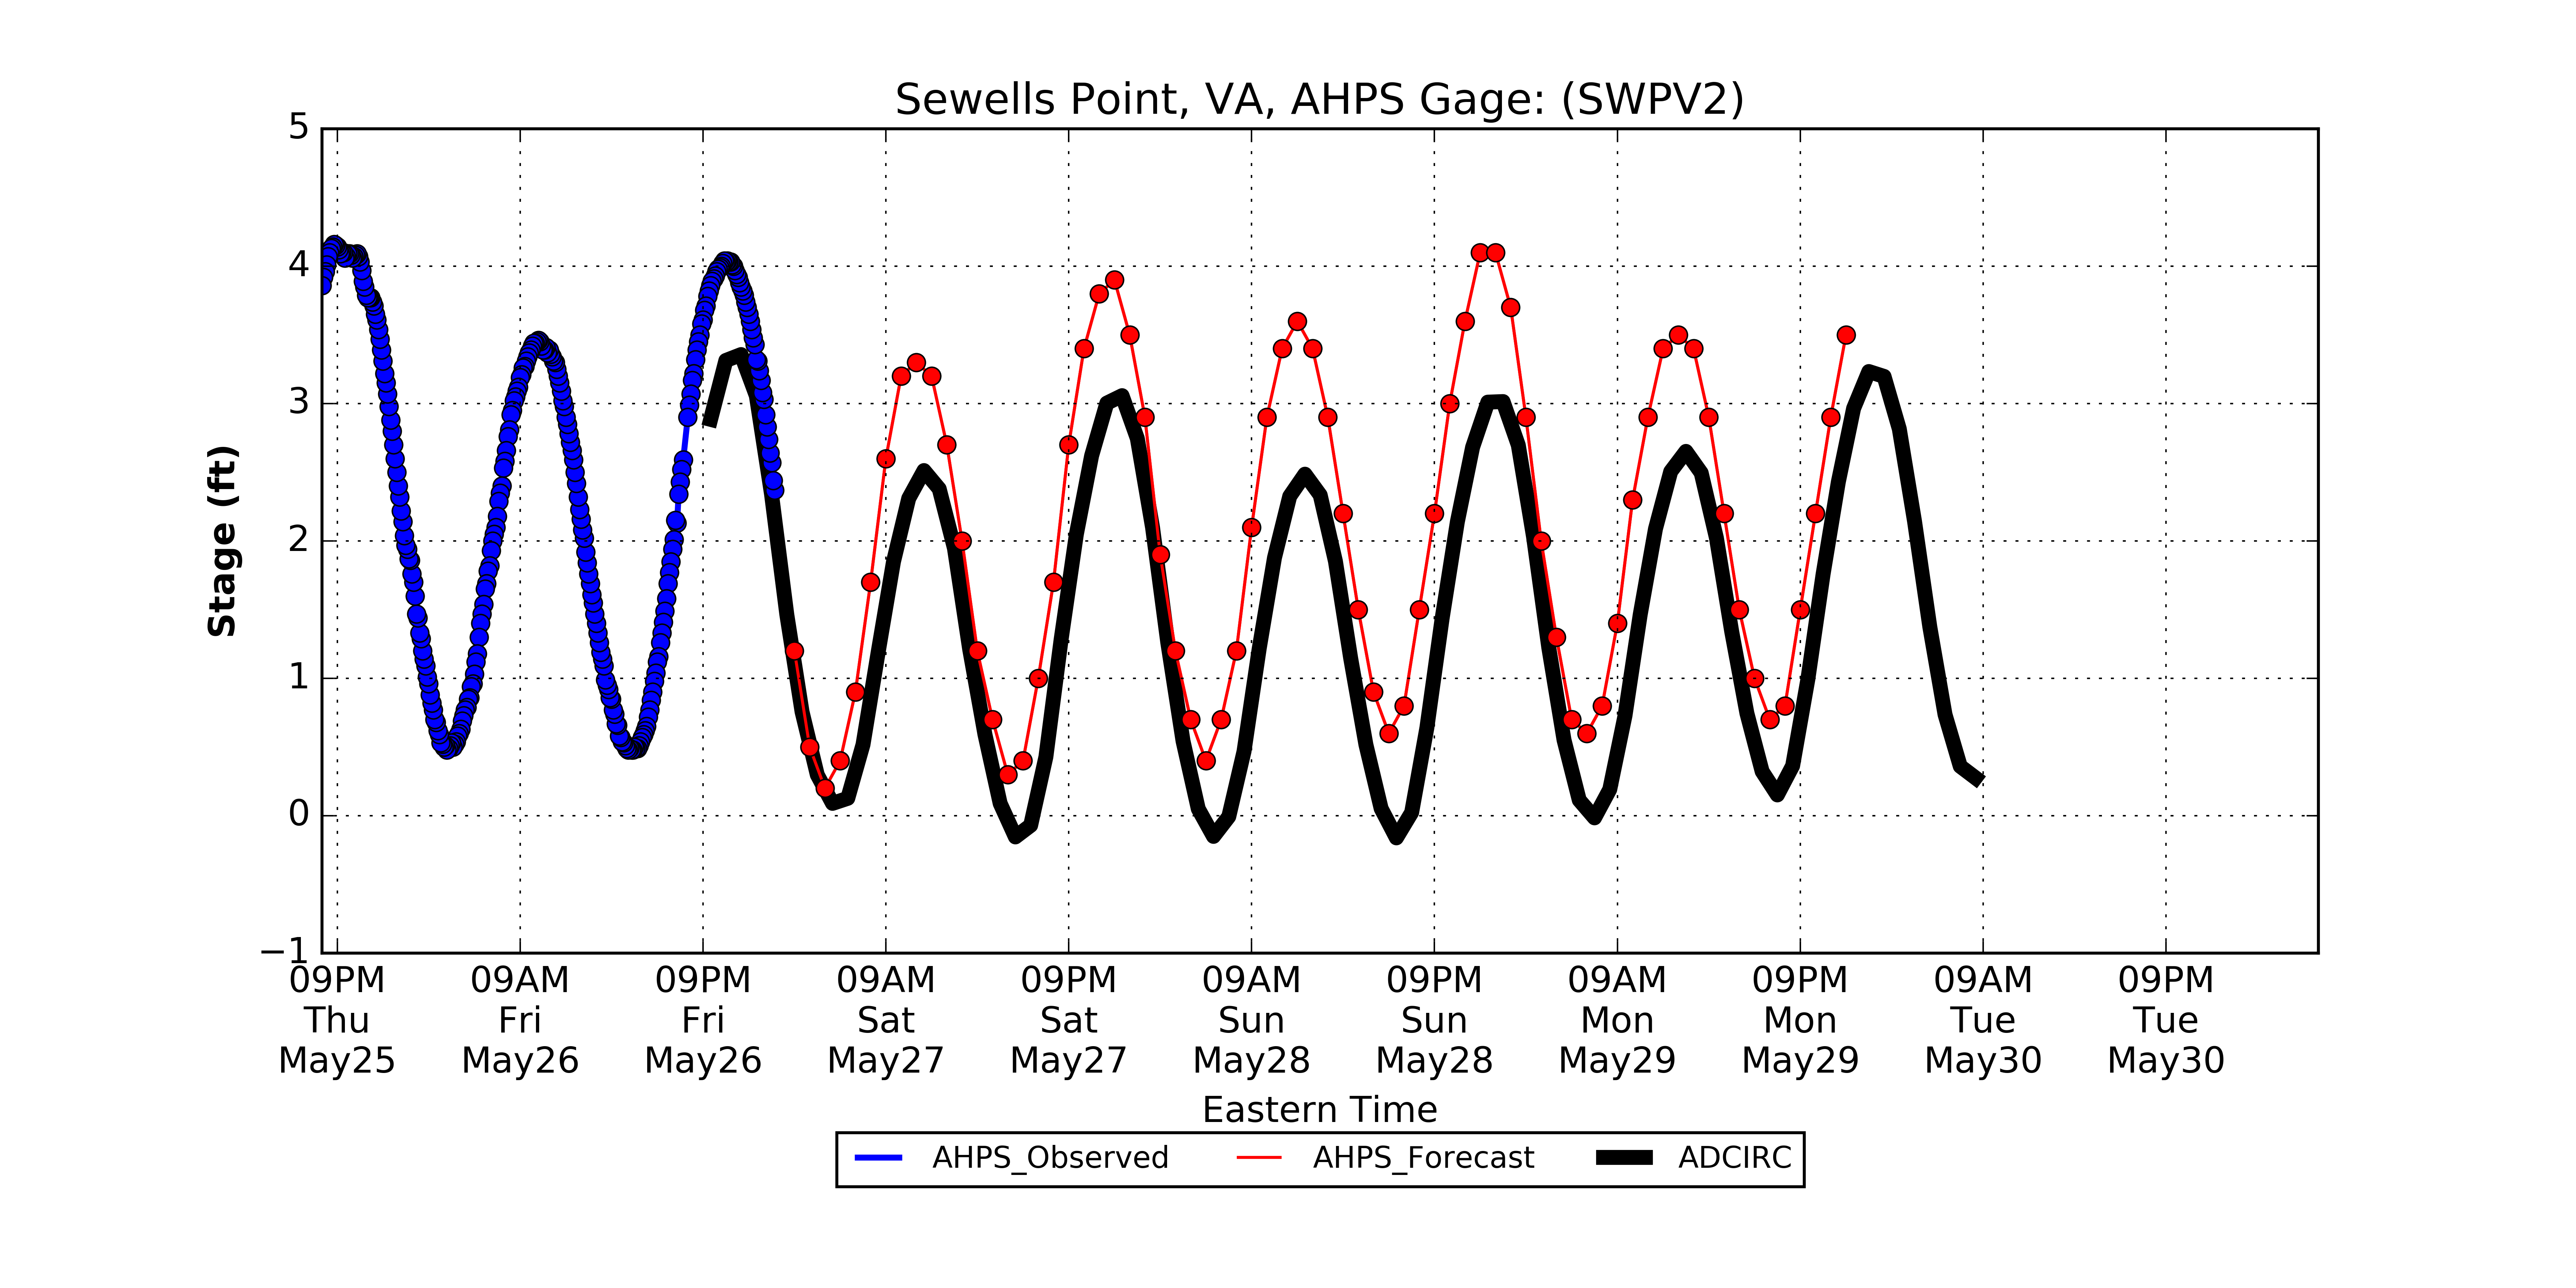 Sewells Point, VA, AHPS Gage: (SWPV2)
5
4
3
2
1
0
−1
Stage (ft)
09PM 09AM 09PM 09AM 09PM 09AM 09PM 09AM 09PM 09AM 09PM
Thu Fri Fri Sat Sat Sun Sun Mon Mon Tue Tue
May25 May26 May26 May27 May27 May28 May28 May29 May29 May30 May30
Eastern Time
AHPS_Observed AHPS_Forecast ADCIRC